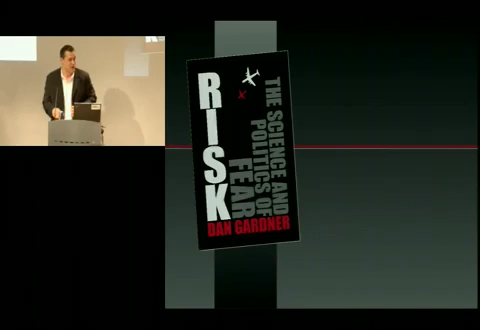 RISK
THE SCIENCE AND
POLITICS OF
FEAR
DAN GARDNER